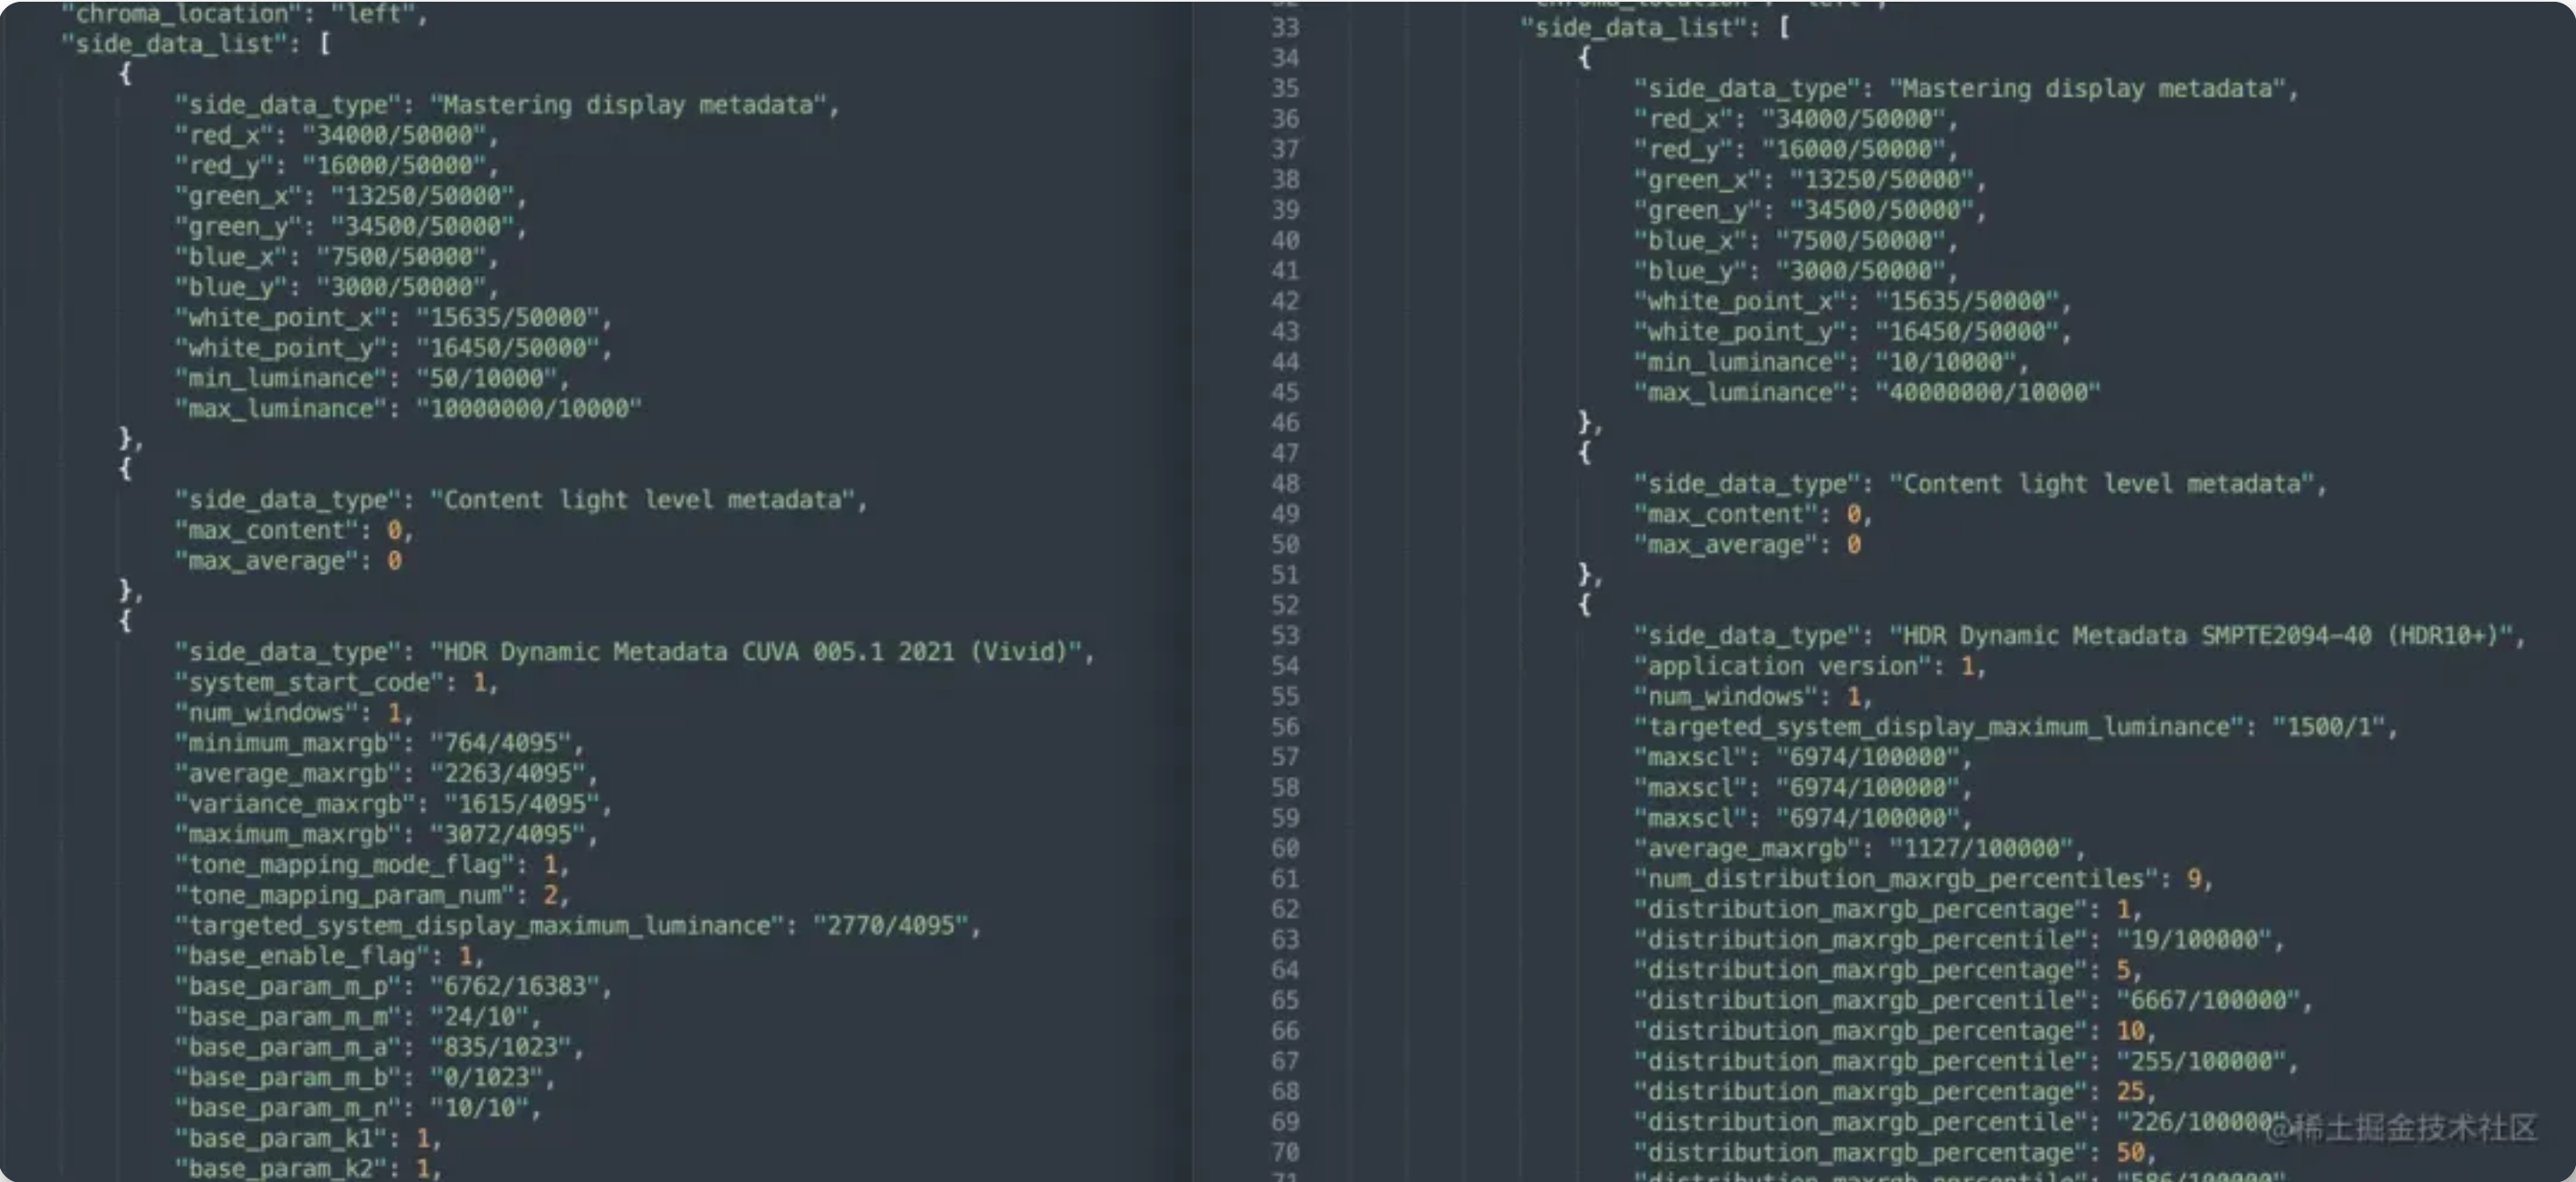 "chroma_location": "left",
"side_data_list": [
{
"side_data_type": "Mastering display metadata",
"red_x": "34000/50000",
"red_y": "16000/50000",
"green_x": "13250/50000",
"green_y": "34500/50000",
"blue_x": "7500/50000",
"blue_y": "3000/50000",
"white_point_x": "15635/50000",
"white_point_y": "16450/50000",
"min_luminance": "50/10000",
"max_luminance": "10000000/10000"
},
{
"side_data_type": "Content light level metadata",
"max_content": 0,
"max_average": 0
},
{
"side_data_type": "HDR Dynamic Metadata CUVA 005.1 2021 (Vivid)",
"system_start_code": 1,
"num_windows": 1,
"minimum_maxrgb": "764/4095",
"average_maxrgb": "2263/4095",
"variance_maxrgb": "1615/4095",
"maximum_maxrgb": "3072/4095",
"tone_mapping_mode_flag": 1,
"tone_mapping_param_num": 2,
"targeted_system_display_maximum_luminance": "2770/4095",
"base_enable_flag": 1,
"base_param_m_p": "6762/16383",
"base_param_m_m": "24/10",
"base_param_m_a": "835/1023",
"base_param_m_b": "0/1023",
"base_param_m_n": "10/10",
"base_param_k1": 1,
"base_param_k2": 1,
33 "side_data_list": [
34 {
35 "side_data_type": "Mastering display metadata",
36 "red_x": "34000/50000",
37 "red_y": "16000/50000",
38 "green_x": "13250/50000",
39 "green_y": "34500/50000",
40 "blue_x": "7500/50000",
41 "blue_y": "3000/50000",
42 "white_point_x": "15635/50000",
43 "white_point_y": "16450/50000",
44 "min_luminance": "10/10000",
45 "max_luminance": "40000000/10000"
46 },
47 {
48 "side_data_type": "Content light level metadata",
49 "max_content": 0,
50 "max_average": 0
51 },
52 {
53 "side_data_type": "HDR Dynamic Metadata SMPTE2094-40 (HDR10+)",
54 "application version": 1,
55 "num_windows": 1,
56 "targeted_system_display_maximum_luminance": "1500/1",
57 "maxscl": "6974/100000",
58 "maxscl": "6974/100000",
59 "maxscl": "6974/100000",
60 "average_maxrgb": "1127/100000",
61 "num_distribution_maxrgb_percentiles": 9,
62 "distribution_maxrgb_percentage": 1,
63 "distribution_maxrgb_percentile": "19/100000",
64 "distribution_maxrgb_percentage": 5,
65 "distribution_maxrgb_percentile": "6667/100000",
66 "distribution_maxrgb_percentage": 10,
67 "distribution_maxrgb_percentile": "255/100000",
68 "distribution_maxrgb_percentage": 25,
69 "distribution_maxrgb_percentile": "226/100000"
70 "distribution_maxrgb_percentage": 50,
@稀土掘金技术社区